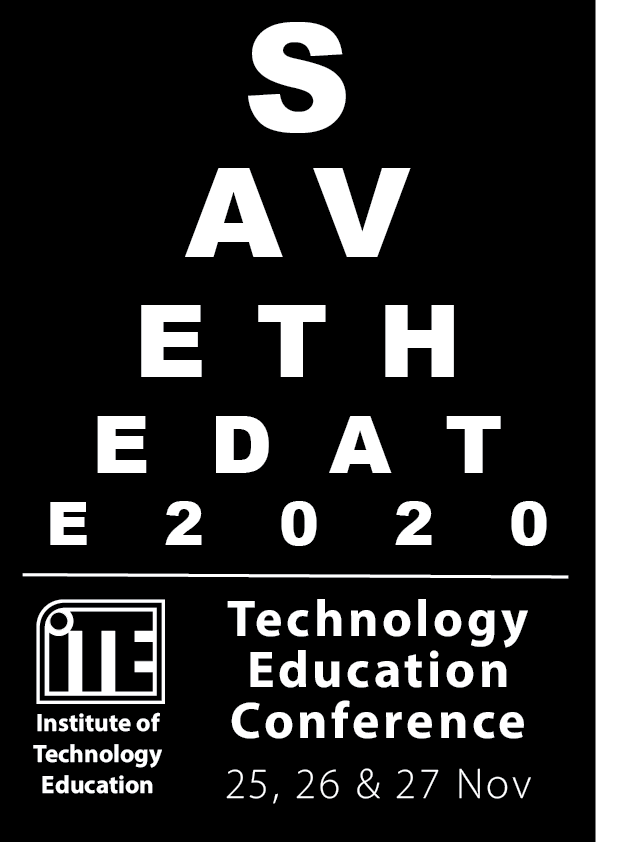 S
A V
E T H
E D A T
E 2 0 2 0
ITE
Institute of
Technology
Education
Technology
Education
Conference
25, 26 & 27 Nov